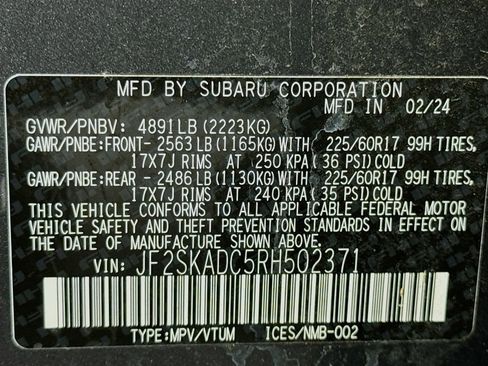 MFD BY SUBARU CORPORATION
MFD IN 02/24
GVWR/PNBV: 4891LB (2223KG)
GAWR/PNBE:FRONT- 2563 LB (1165KG) WITH 225/60R17 99H TIRES,
17X7J RIMS AT 250 KPA ( 36 PSI) COLD
GAWR/PNBE:REAR - 2486 LB (1130KG) WITH 225/60R17 99H TIRES,
17X7J RIMS AT 240 KPA ( 35 PSI) COLD
THIS VEHICLE CONFORMS TO ALL APPLICABLE FEDERAL MOTOR
VEHICLE SAFETY AND THEFT PREVENTION STANDARDS IN EFFECT ON
THE DATE OF MANUFACTURE SHOWN ABOVE.
VIN: JF2SKADC5RH502371
TYPE:MPV/VTUM ICES/NMB-002